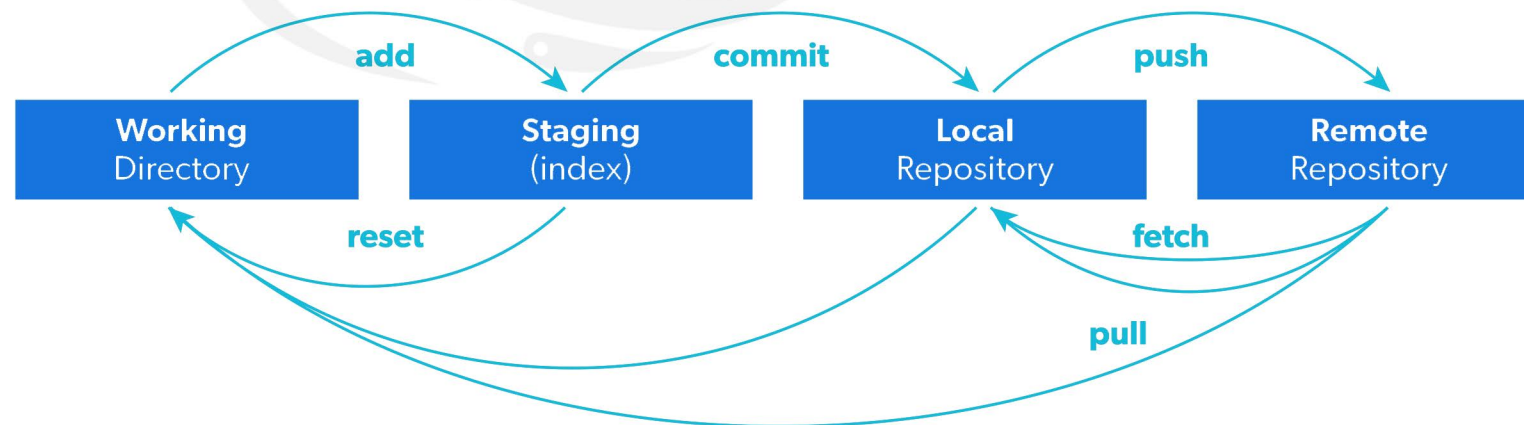 add
commit
push
Working
Directory
Staging
(index)
Local
Repository
Remote
Repository
reset
fetch
pull